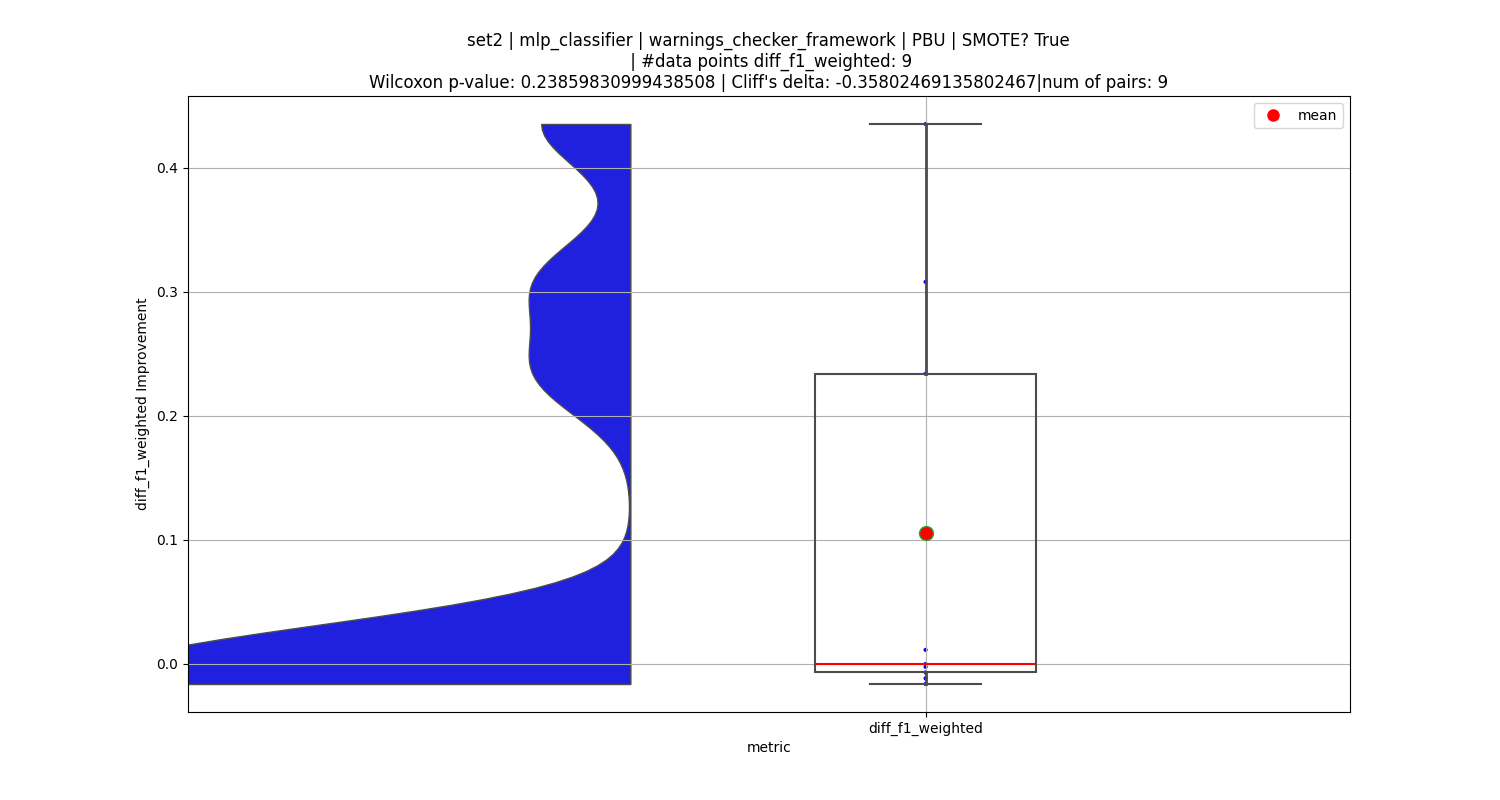 set2 | mlp_classifier | warnings_checker_framework | PBU | SMOTE? True
| #data points diff_f1_weighted: 9
Wilcoxon p-value: 0.23859830999438508 | Cliff's delta: -0.35802469135802467|num of pairs: 9
mean
0.4
0.3
0.2
0.1
0.0
diff_f1_weighted Improvement
diff_f1_weighted
metric